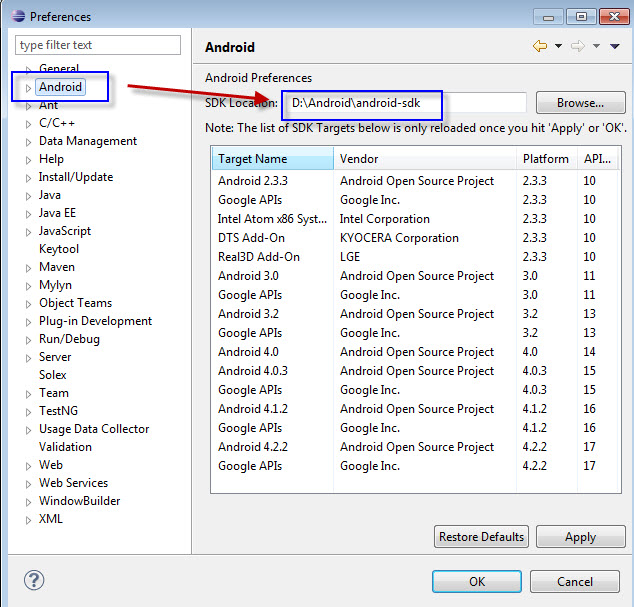 Preferences
type filter text
General
Android
Ant
C/C++
Data Management
Help
Install/Update
Java
Java EE
JavaScript
Keytool
Maven
Mylyn
Object Teams
Plug-in Development
Run/Debug
Server
Solex
Team
TestNG
Usage Data Collector
Validation
Web
Web Services
WindowBuilder
XML
Android
Android Preferences
SDK Location: D:\Android\android-sdk Browse...
Note: The list of SDK Targets below is only reloaded once you hit 'Apply' or 'OK'.
Target Name Vendor Platform API...
Android 2.3.3 Android Open Source Project 2.3.3 10
Google APIs Google Inc. 2.3.3 10
Intel Atom x86 Syst... Intel Corporation 2.3.3 10
DTS Add-On KYOCERA Corporation 2.3.3 10
Real3D Add-On LGE 2.3.3 10
Android 3.0 Android Open Source Project 3.0 11
Google APIs Google Inc. 3.0 11
Android 3.2 Android Open Source Project 3.2 13
Google APIs Google Inc. 3.2 13
Android 4.0 Android Open Source Project 4.0 14
Android 4.0.3 Android Open Source Project 4.0.3 15
Google APIs Google Inc. 4.0.3 15
Android 4.1.2 Android Open Source Project 4.1.2 16
Google APIs Google Inc. 4.1.2 16
Android 4.2.2 Android Open Source Project 4.2.2 17
Google APIs Google Inc. 4.2.2 17
Restore Defaults Apply
? OK Cancel